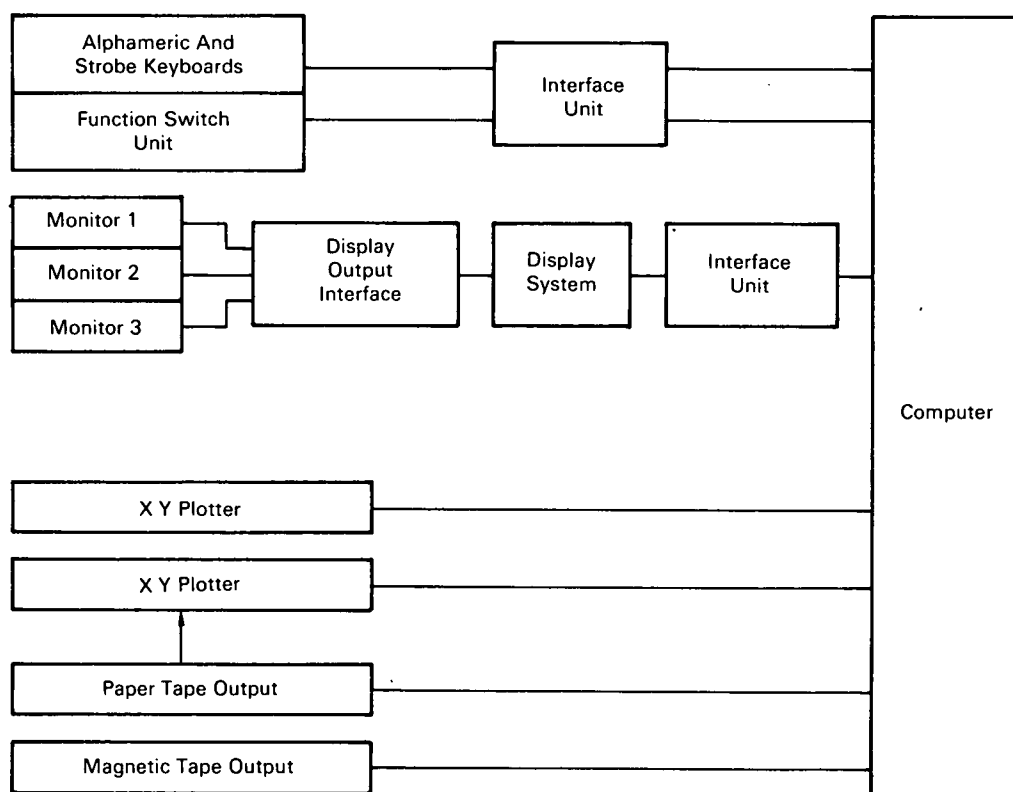 Alphameric And
Strobe Keyboards
Function Switch
Unit
Interface
Unit
Monitor 1
Monitor 2
Monitor 3
Display
Output
Interface
Display
System
Interface
Unit
Computer
X Y Plotter
X Y Plotter
Paper Tape Output
Magnetic Tape Output